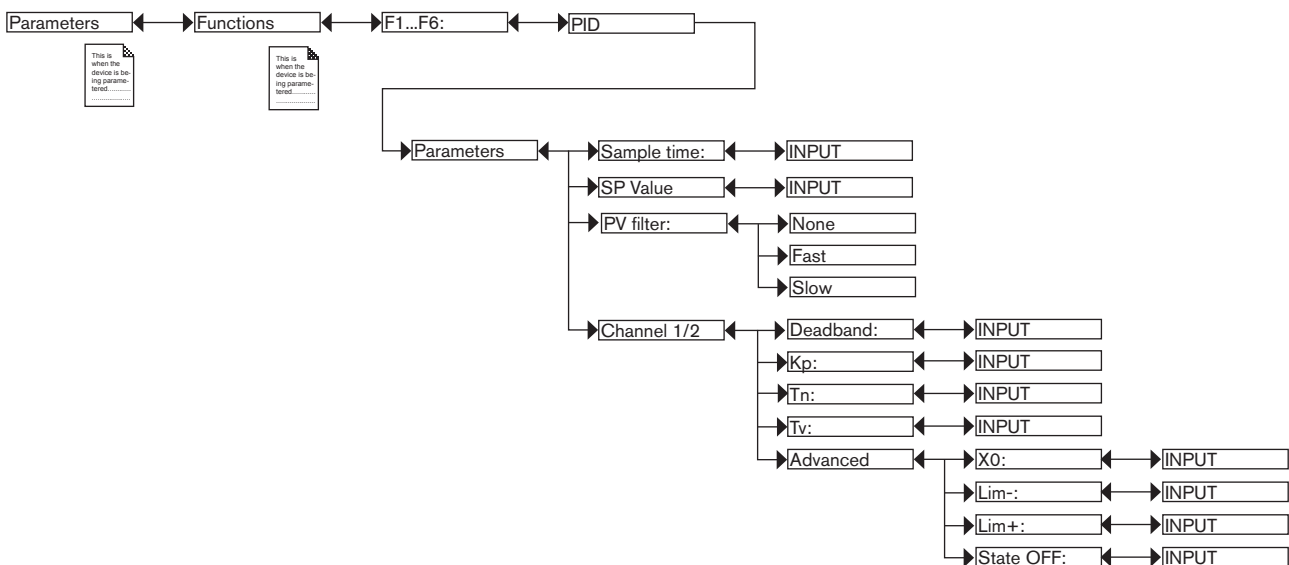 Parameters Functions F1...F6: PID
This is
when the
device is be-
ing parame-
tered............
.....................
This is
when the
device is be-
ing parame-
tered............
.....................
Parameters Sample time: INPUT
SP Value INPUT
PV filter: None
Fast
Slow
Channel 1/2 Deadband: INPUT
Kp: INPUT
Tn: INPUT
Tv: INPUT
Advanced X0: INPUT
Lim-: INPUT
Lim+: INPUT
State OFF: INPUT